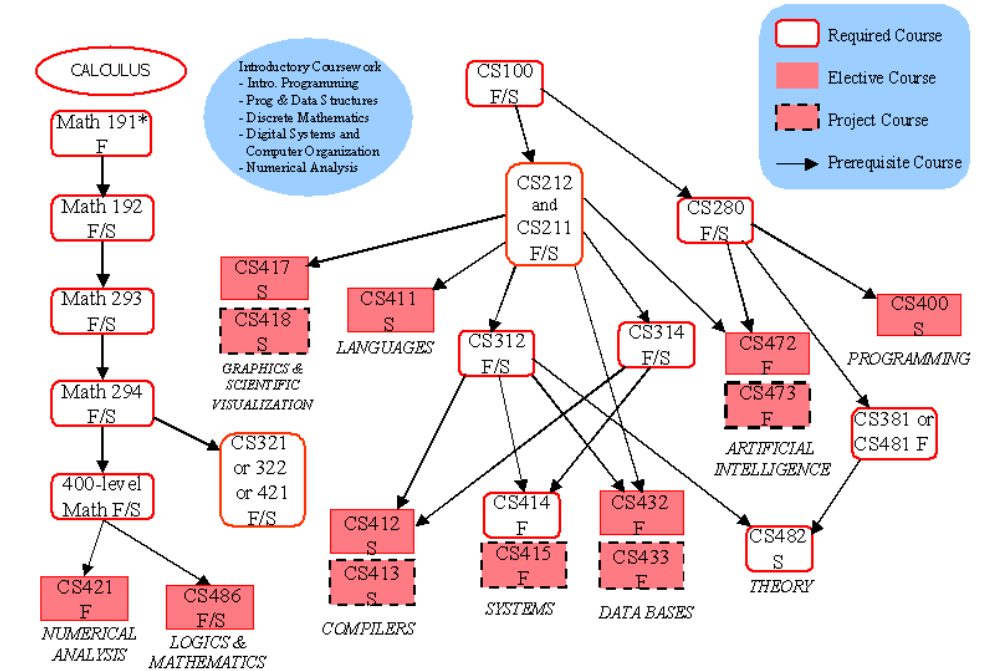 CALCULUS
Math 191*
F
Math 192
F/S
Math 293
F/S
Math 294
F/S
400-level
Math F/S
CS421
F
NUMERICAL
ANALYSIS
CS486
F/S
LOGICS &
MATHEMATICS
CS321
or 322
or 421
F/S
Introductory Coursework
- Intro. Programming
- Prog & Data Structures
- Discrete Mathematics
- Digital Systems and
Computer Organization
- Numerical Analysis
CS100
F/S
CS212
and
CS211
F/S
CS280
F/S
CS417
S
CS418
S
GRAPHICS &
SCIENTIFIC
VISUALIZATION
CS411
S
LANGUAGES
CS312
F/S
CS314
F/S
CS472
F
CS473
F
ARTIFICIAL
INTELLIGENCE
CS400
S
PROGRAMMING
CS381 or
CS481 F
CS412
S
CS413
S
COMPILERS
CS414
F
CS415
F
SYSTEMS
CS432
F
CS433
F
DATA BASES
CS482
S
THEORY
Required Course
Elective Course
Project Course
Prerequisite Course